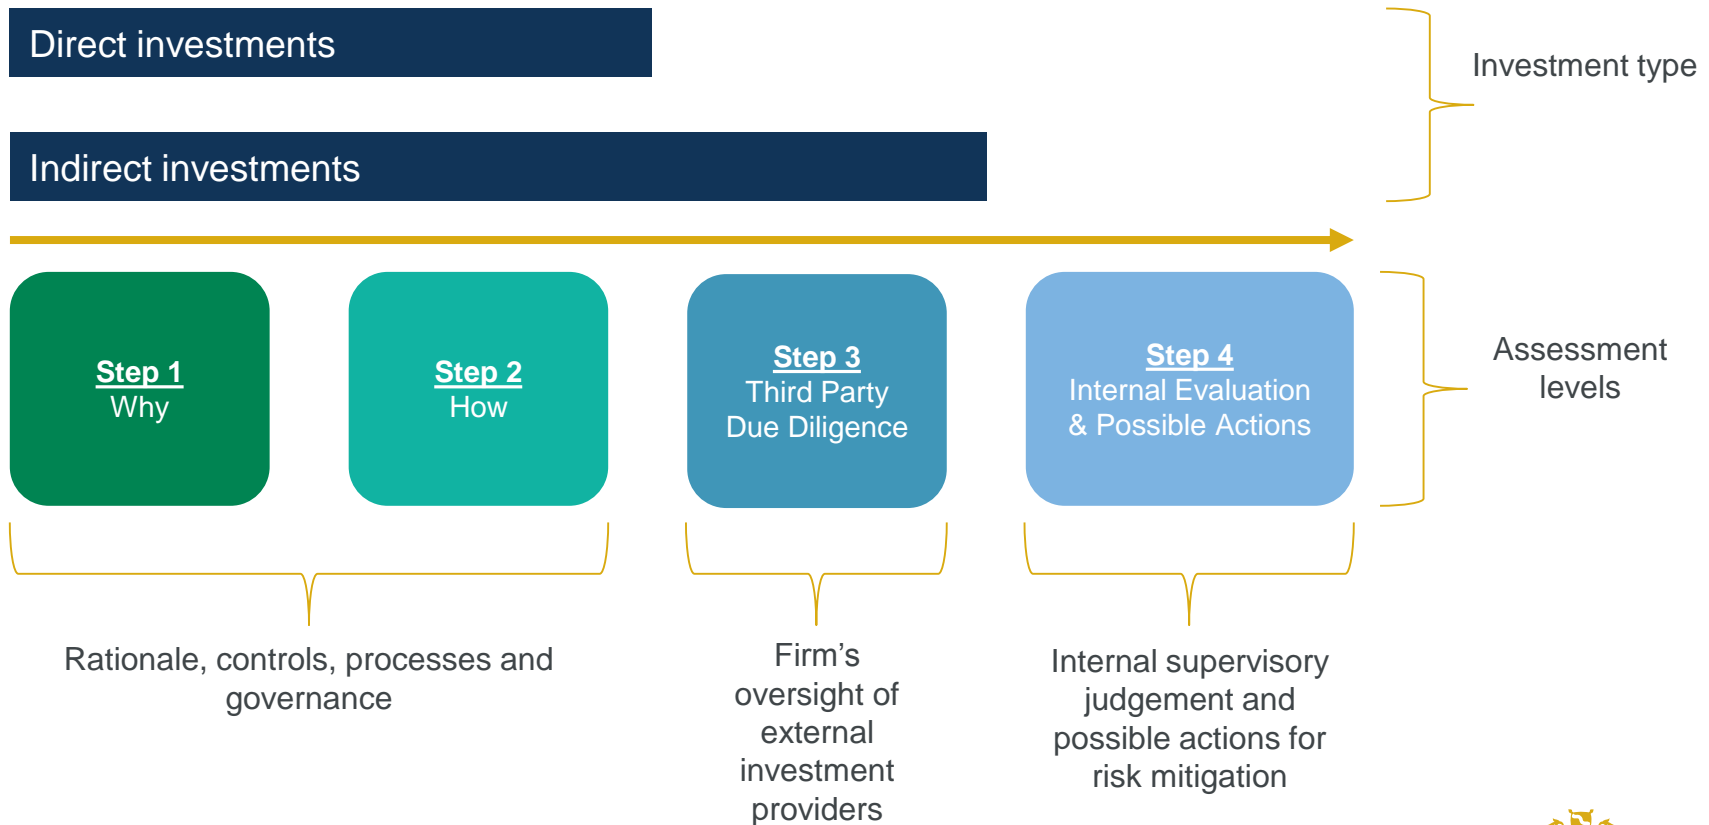 Direct investments
Investment type
Indirect investments
Step 1
Why
Step 2
How
Step 3
Third Party
Due Diligence
Step 4
Internal Evaluation
& Possible Actions
Assessment
levels
Rationale, controls, processes and
governance
Firm’s
oversight of
external
investment
providers
Internal supervisory
judgement and
possible actions for
risk mitigation